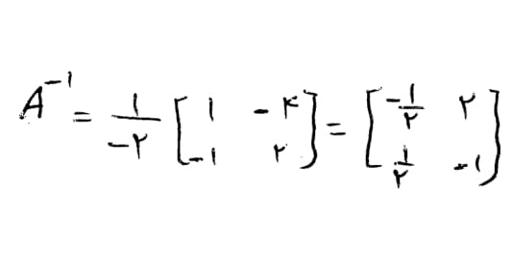 A⁻¹ = ۱/-۲ [۱ -۴; -۱ ۲] = [-۱/۲ ۲; ۱/۲ -۱]